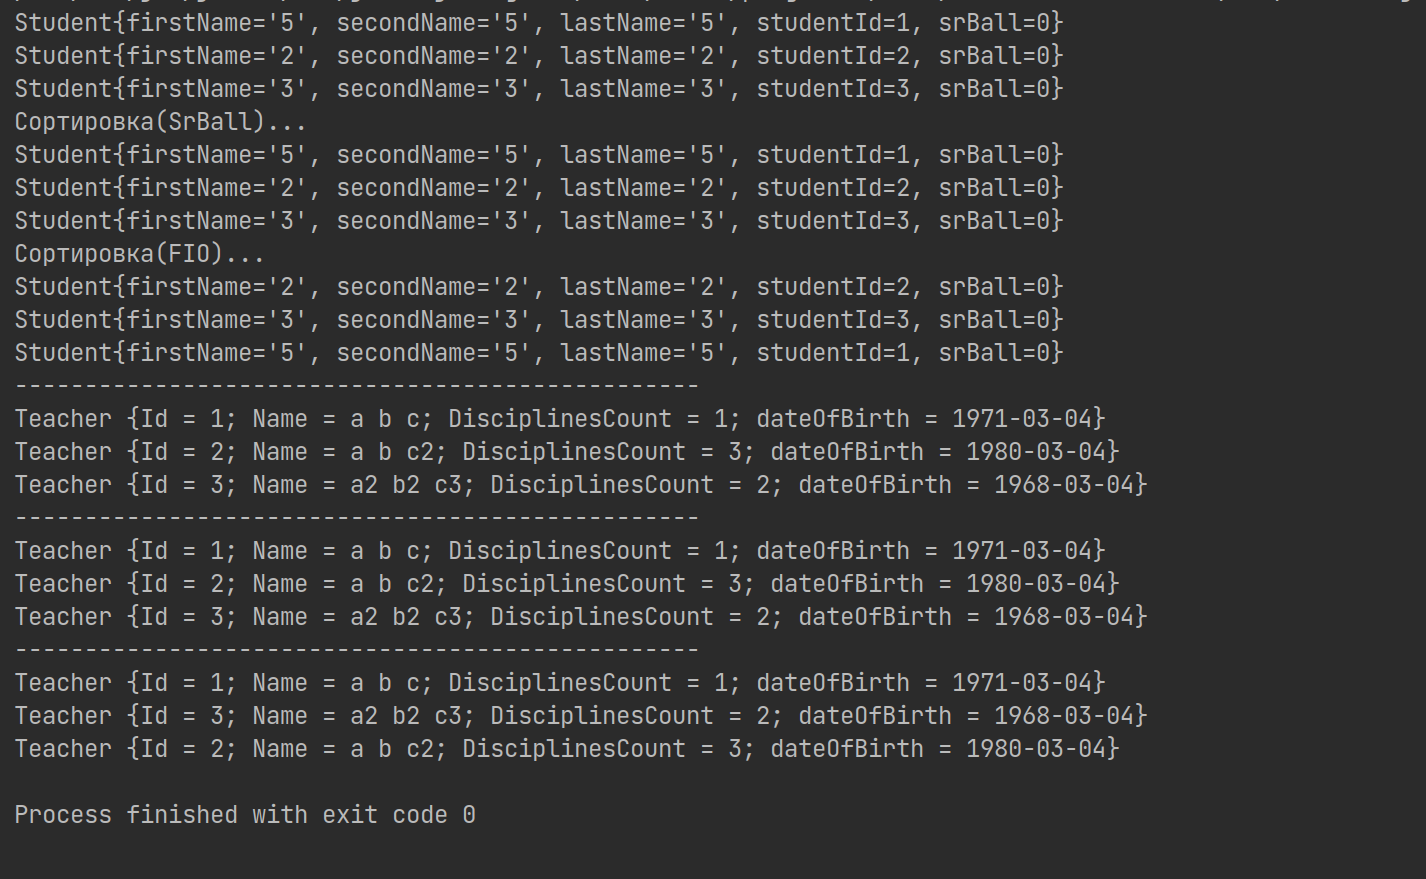 Student{firstName='5', secondName='5', lastName='5', studentId=1, srBall=0}
Student{firstName='2', secondName='2', lastName='2', studentId=2, srBall=0}
Student{firstName='3', secondName='3', lastName='3', studentId=3, srBall=0}
Сортировка(SrBall)...
Student{firstName='5', secondName='5', lastName='5', studentId=1, srBall=0}
Student{firstName='2', secondName='2', lastName='2', studentId=2, srBall=0}
Student{firstName='3', secondName='3', lastName='3', studentId=3, srBall=0}
Сортировка(FIO)...
Student{firstName='2', secondName='2', lastName='2', studentId=2, srBall=0}
Student{firstName='3', secondName='3', lastName='3', studentId=3, srBall=0}
Student{firstName='5', secondName='5', lastName='5', studentId=1, srBall=0}
-------------------------------------------------
Teacher {Id = 1; Name = a b c; DisciplinesCount = 1; dateOfBirth = 1971-03-04}
Teacher {Id = 2; Name = a b c2; DisciplinesCount = 3; dateOfBirth = 1980-03-04}
Teacher {Id = 3; Name = a2 b2 c3; DisciplinesCount = 2; dateOfBirth = 1968-03-04}
-------------------------------------------------
Teacher {Id = 1; Name = a b c; DisciplinesCount = 1; dateOfBirth = 1971-03-04}
Teacher {Id = 2; Name = a b c2; DisciplinesCount = 3; dateOfBirth = 1980-03-04}
Teacher {Id = 3; Name = a2 b2 c3; DisciplinesCount = 2; dateOfBirth = 1968-03-04}
-------------------------------------------------
Teacher {Id = 1; Name = a b c; DisciplinesCount = 1; dateOfBirth = 1971-03-04}
Teacher {Id = 3; Name = a2 b2 c3; DisciplinesCount = 2; dateOfBirth = 1968-03-04}
Teacher {Id = 2; Name = a b c2; DisciplinesCount = 3; dateOfBirth = 1980-03-04}
Process finished with exit code 0